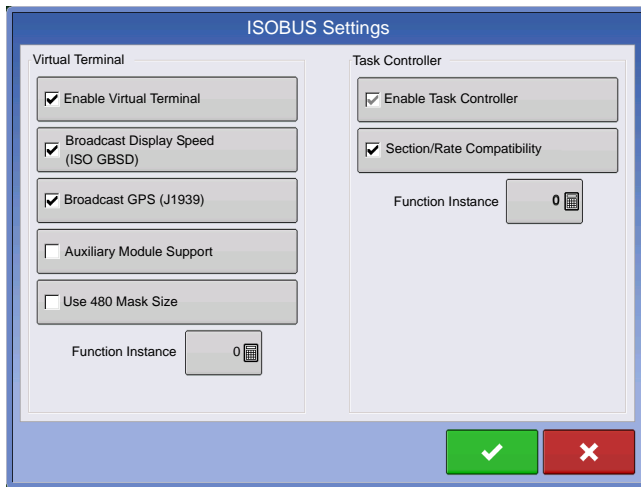 ISOBUS Settings
Virtual Terminal
Enable Virtual Terminal
Broadcast Display Speed
(ISO GBSD)
Broadcast GPS (J1939)
Auxiliary Module Support
Use 480 Mask Size
Function Instance 0
Task Controller
Enable Task Controller
Section/Rate Compatibility
Function Instance 0